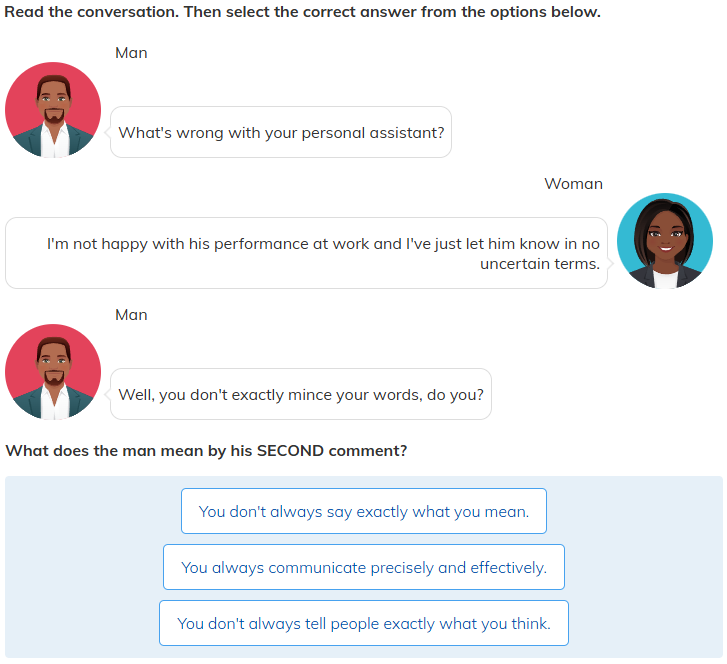 Read the conversation. Then select the correct answer from the options below.
Man
What's wrong with your personal assistant?
Woman
I'm not happy with his performance at work and I've just let him know in no
uncertain terms.
Man
Well, you don't exactly mince your words, do you?
What does the man mean by his SECOND comment?
You don't always say exactly what you mean.
You always communicate precisely and effectively.
You don't always tell people exactly what you think.